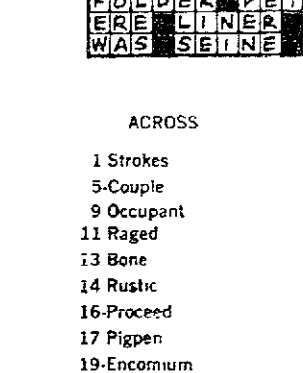 FOLDER
ERE LINER
WAS SEINE
ACROSS
1 Strokes
5-Couple
9 Occupant
11 Raged
13 Bone
14 Rustic
16-Proceed
17 Pigpen
19-Encomium